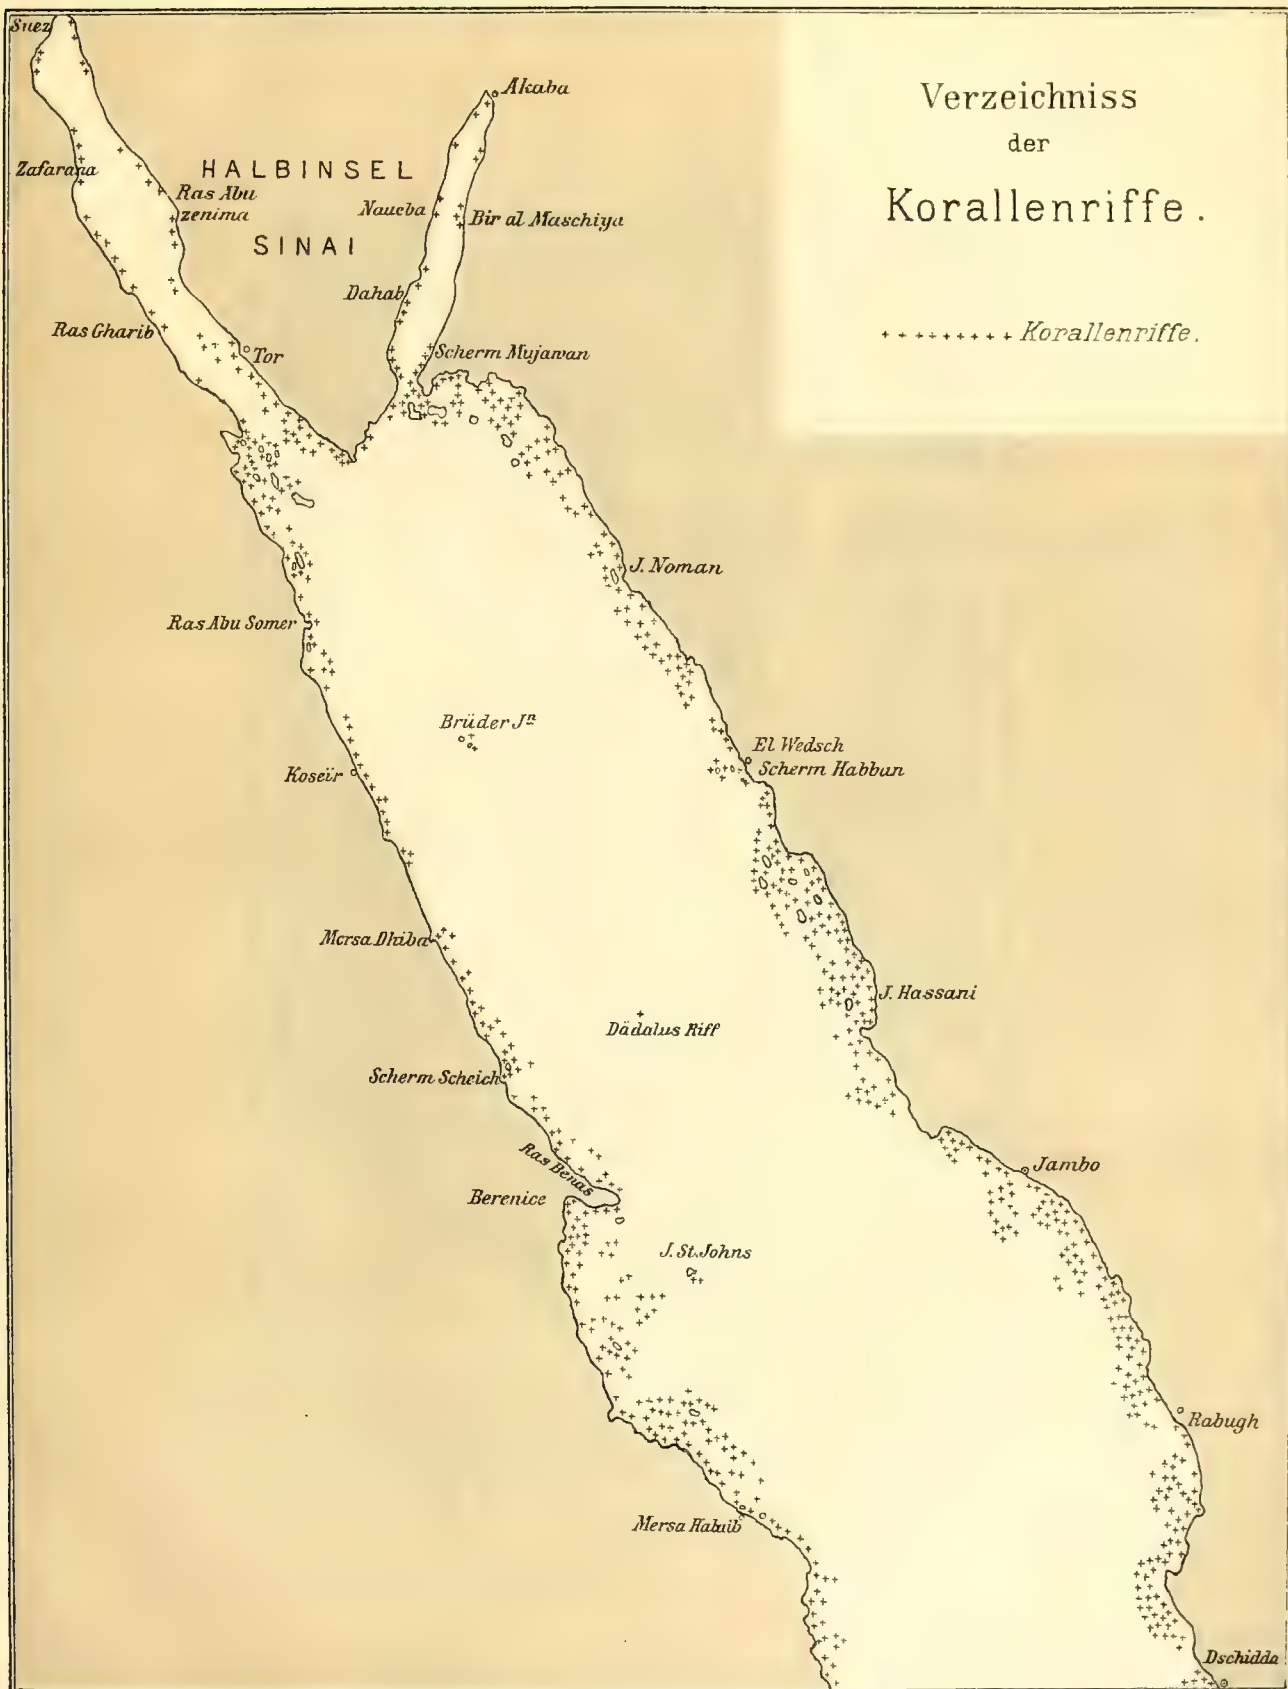 Verzeichniss
der
Korallenriffe.
+ + + + + + + + + Korallenriffe.
Suez
Akaba
Zafarana
HALBINSEL
SINAI
Ras Abu
zenima
Naueba
Bir al Maschiya
Dahab
Ras Gharib
Tor
Scherm Mujawan
J. Noman
Ras Abu Somer
Brüder Jn
El Wedsch
Scherm Habban
Koseïr
Mersa Dhiba
J. Hassani
Dädalus Riff
Scherm Scheich
Ras Benas
Jambo
Berenice
J. St. Johns
Rabugh
Mersa Halaib
Dschidda